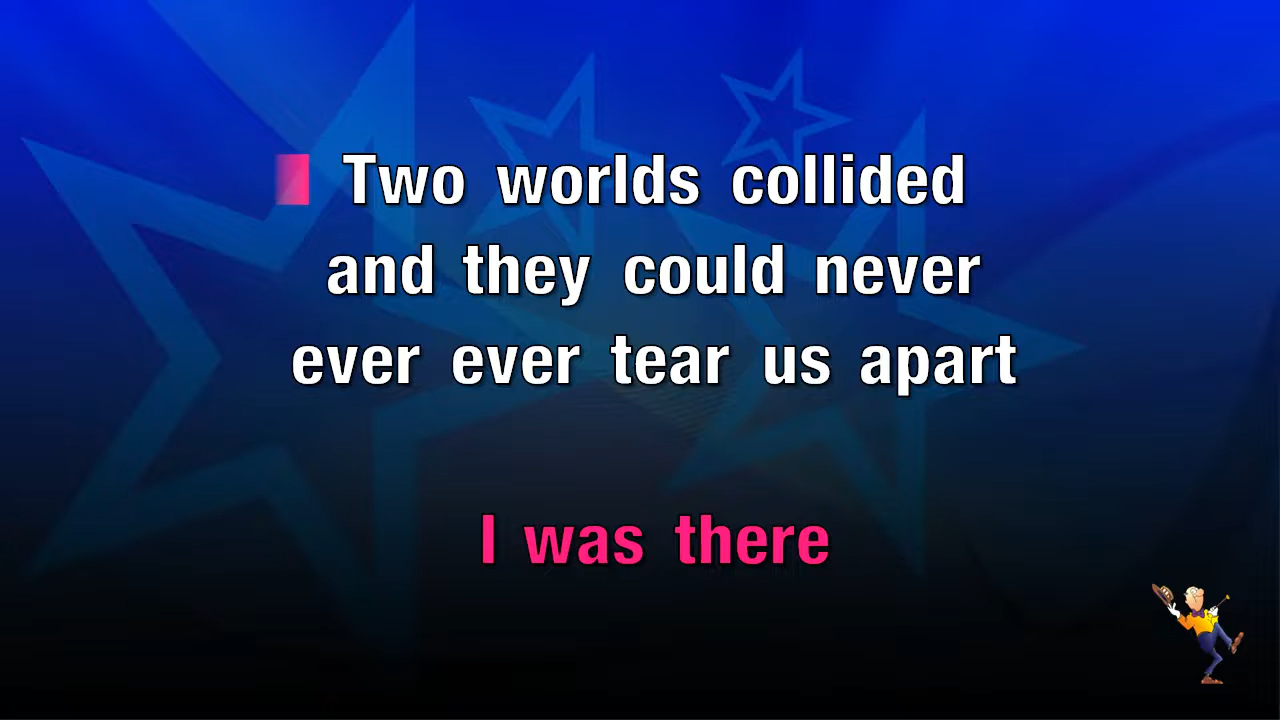 Two worlds collided
and they could never
ever ever tear us apart
I was there